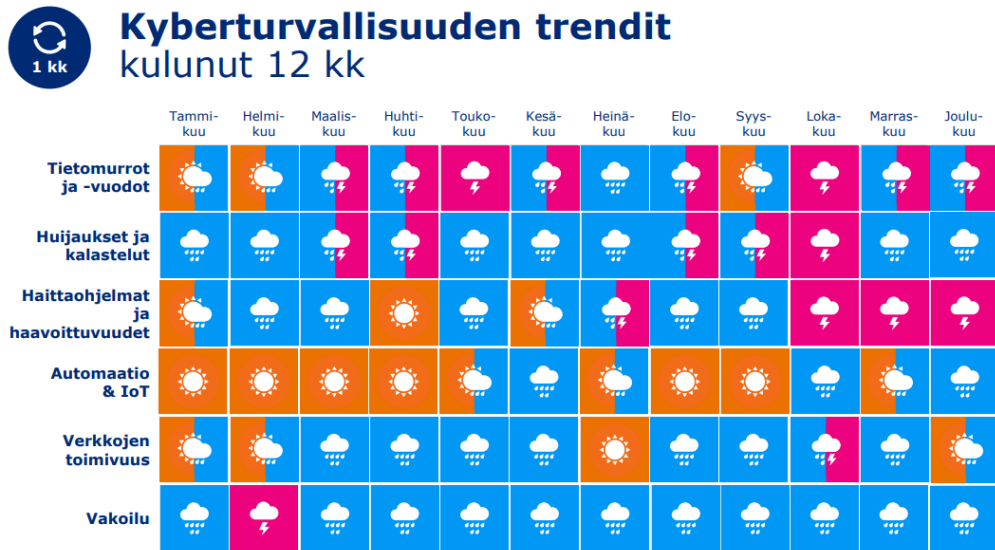 1 kk
Kyberturvallisuuden trendit
kulunut 12 kk
Tammi- Helmi- Maalis- Huhti- Touko- Kesä- Heinä- Elo- Syys- Loka- Marras- Joulu-
kuu kuu kuu kuu kuu kuu kuu kuu kuu kuu kuu kuu
Tietomurrot
ja -vuodot
Huijaukset ja
kalastelut
Haittaohjelmat
ja
haavoittuvuudet
Automaatio
& IoT
Verkkojen
toimivuus
Vakoilu